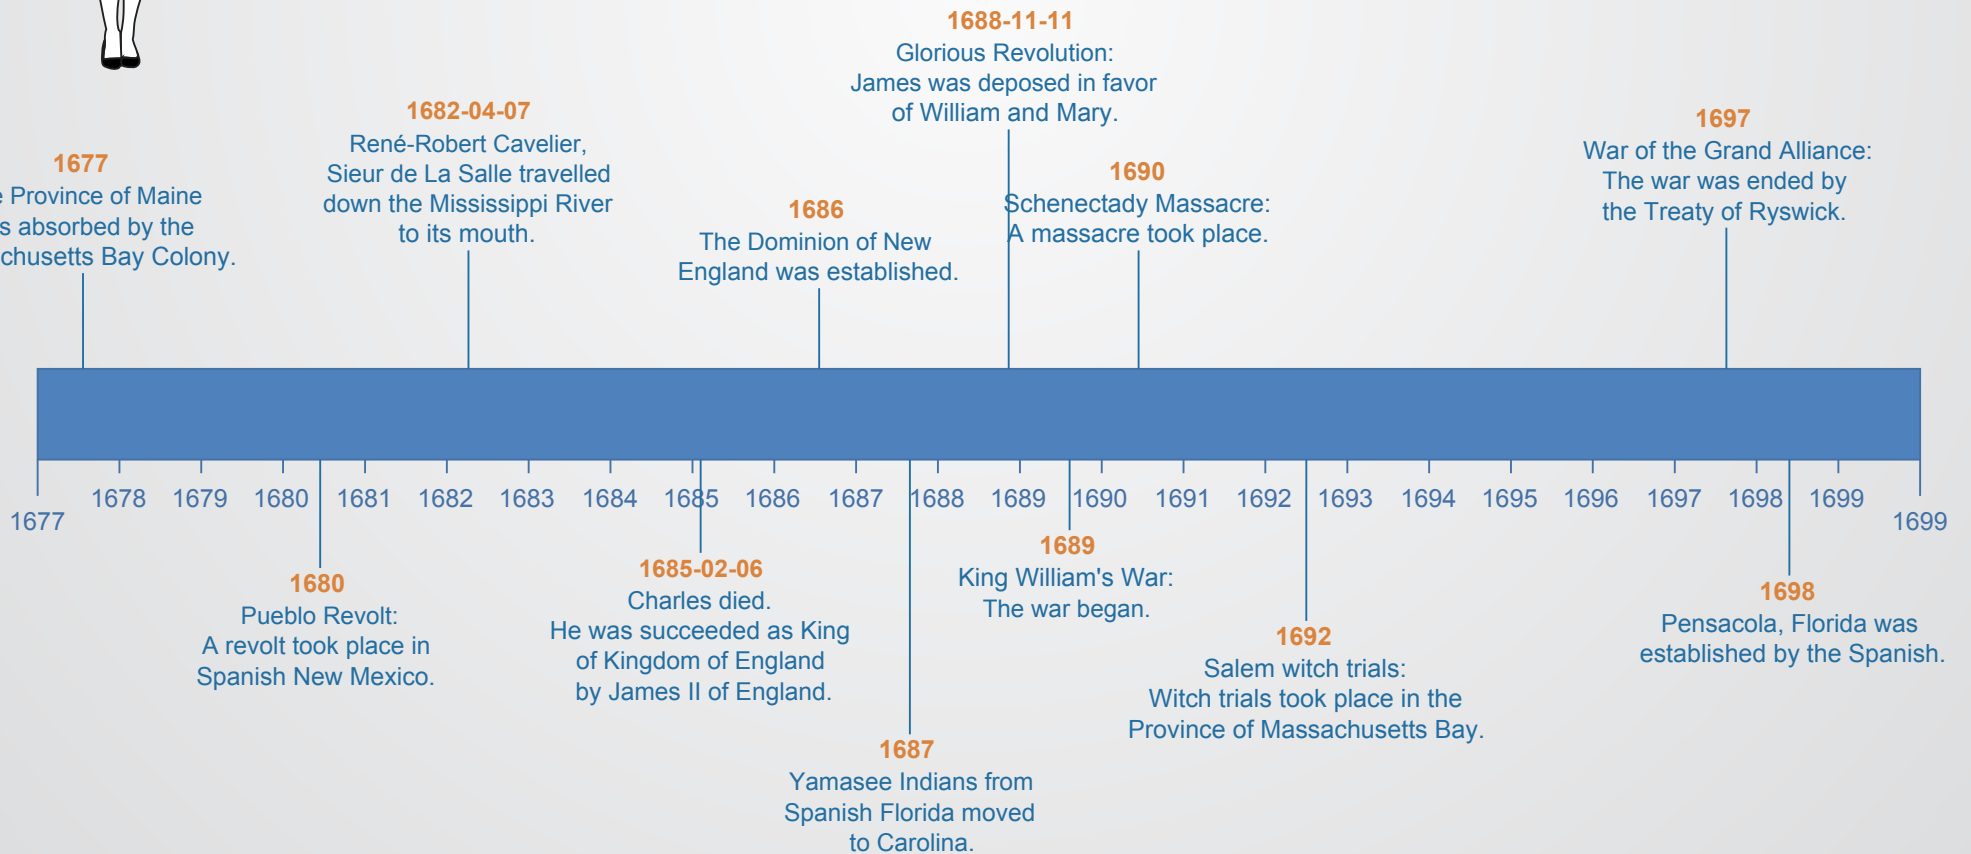 1688-11-11
Glorious Revolution:
James was deposed in favor
of William and Mary.
1682-04-07
René-Robert Cavelier,
Sieur de La Salle travelled
down the Mississippi River
to its mouth.
1697
War of the Grand Alliance:
The war was ended by
the Treaty of Ryswick.
1677
Province of Maine
absorbed by the
Bay Colony.
1690
Schenectady Massacre:
A massacre took place.
1686
The Dominion of New
England was established.
1677 1678 1679 1680 1681 1682 1683 1684 1685 1686 1687 1688 1689 1690 1691 1692 1693 1694 1695 1696 1697 1698 1699 1699
1680
Pueblo Revolt:
A revolt took place in
Spanish New Mexico.
1685-02-06
Charles died.
He was succeeded as King
of Kingdom of England
by James II of England.
1687
Yamasee Indians from
Spanish Florida moved
to Carolina.
1689
King William's War:
The war began.
1692
Salem witch trials:
Witch trials took place in the
Province of Massachusetts Bay.
1698
Pensacola, Florida was
established by the Spanish.